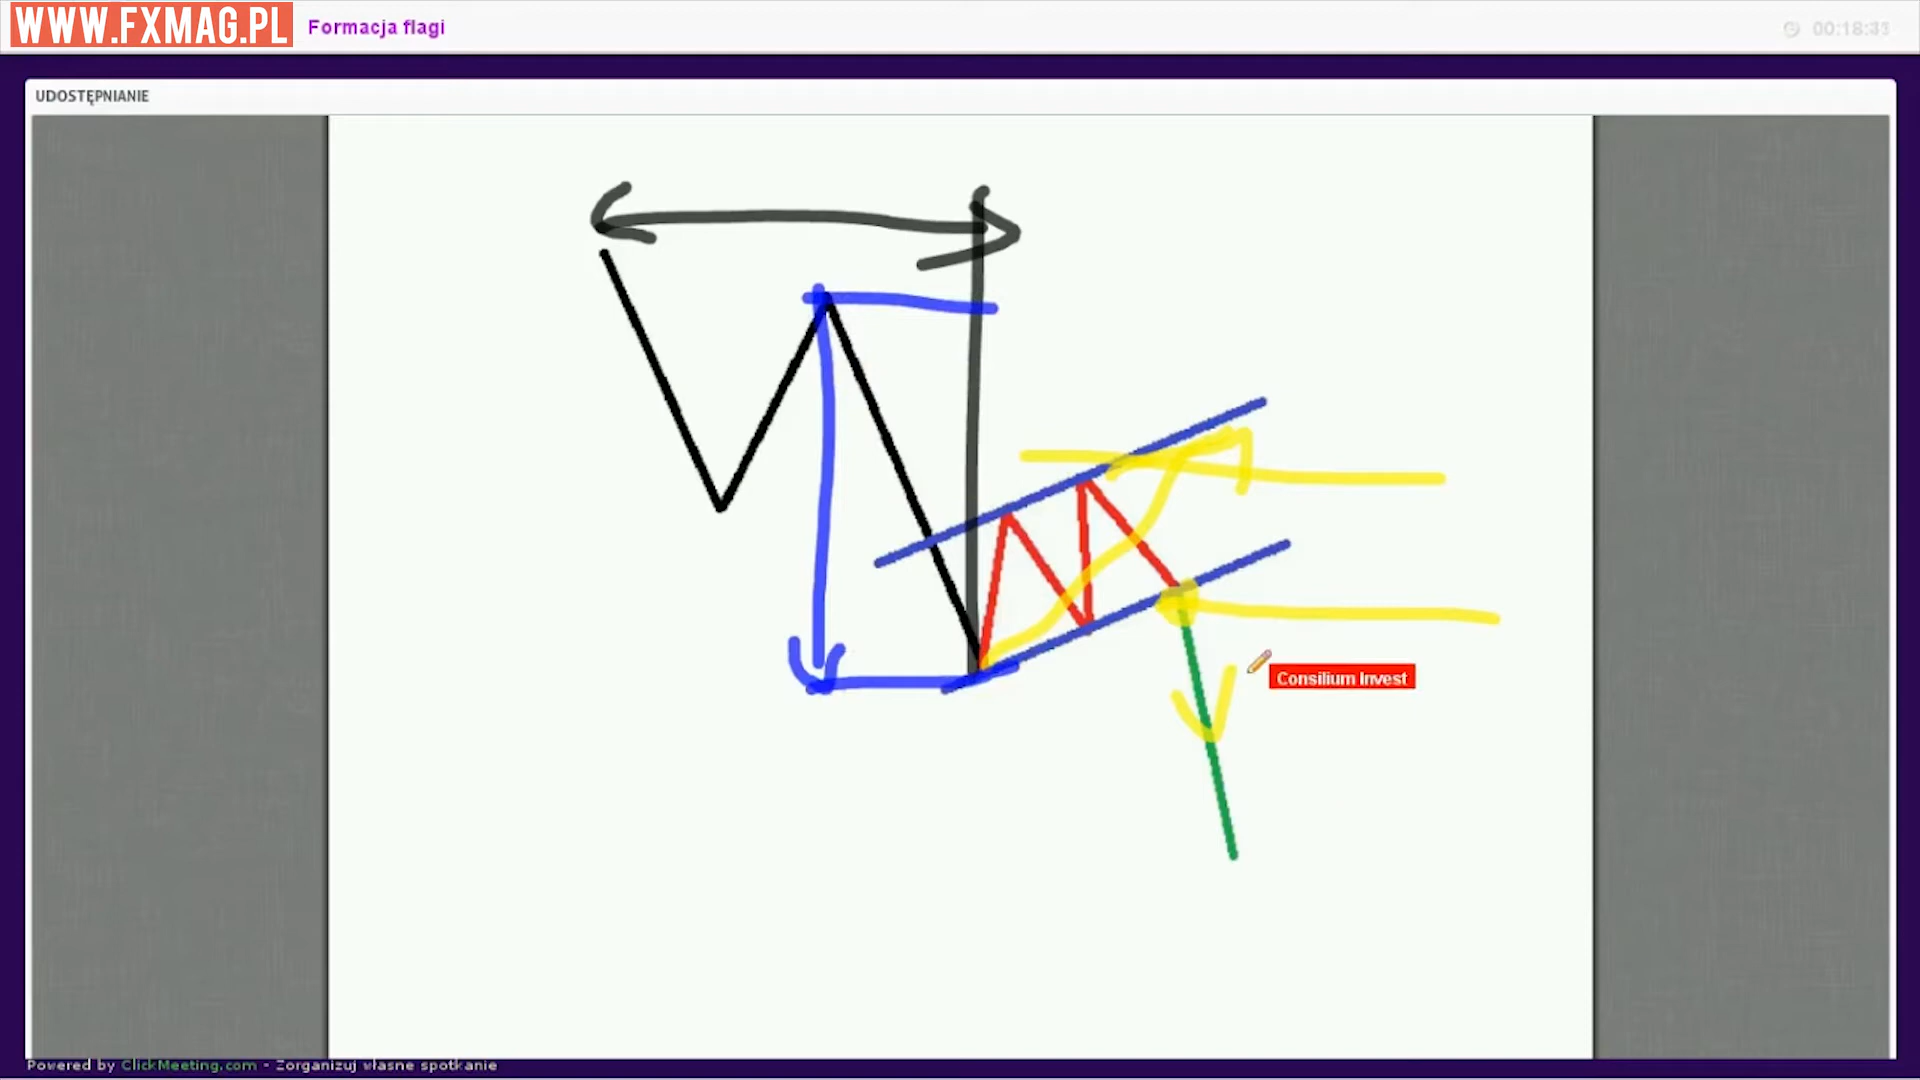 WWW.FXMAG.PL
Formacja flagi
00:18:33
UDOSTĘPNIANIE
Consilium Invest
Powered by ClickMeeting.com - Zorganizuj własne spotkanie